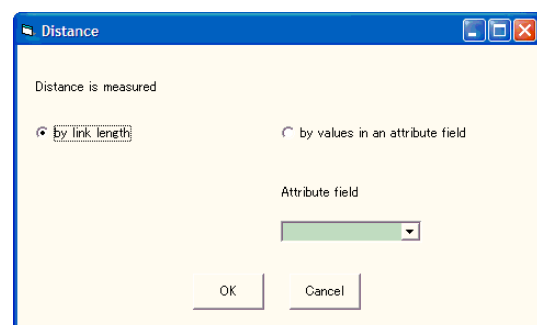 Distance
Distance is measured
by link length
by values in an attribute field
Attribute field
OK
Cancel